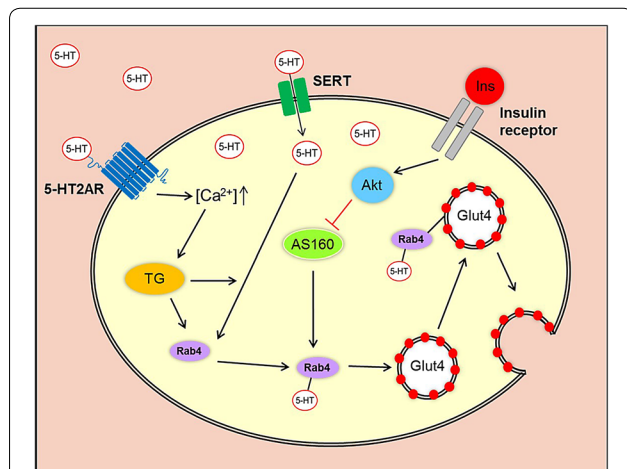 5-HT
5-HT
5-HT
SERT
Ins
Insulin
receptor
5-HT
5-HT
5-HT
5-HT
5-HT2AR
[Ca²⁺]↑
Akt
Glut4
Rab4
5-HT
AS160
TG
Rab4
Rab4
5-HT
Glut4